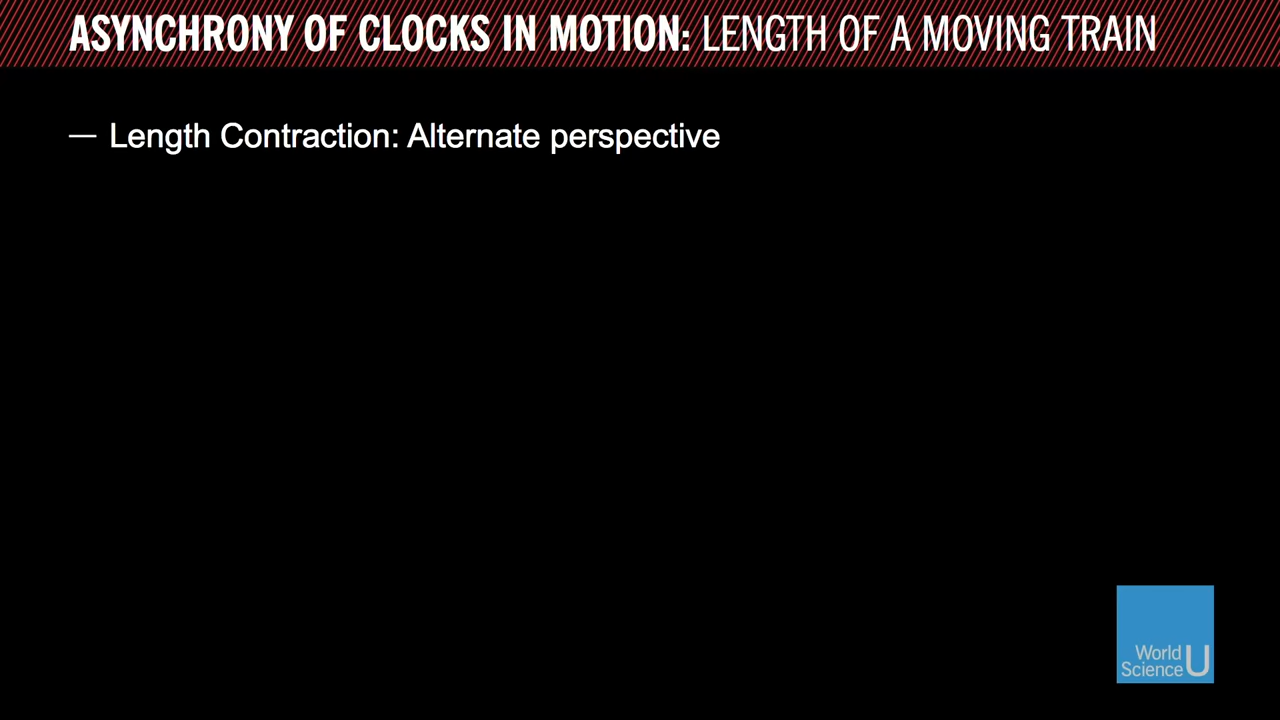 ASYNCHRONY OF CLOCKS IN MOTION: LENGTH OF A MOVING TRAIN
— Length Contraction: Alternate perspective
World
Science U